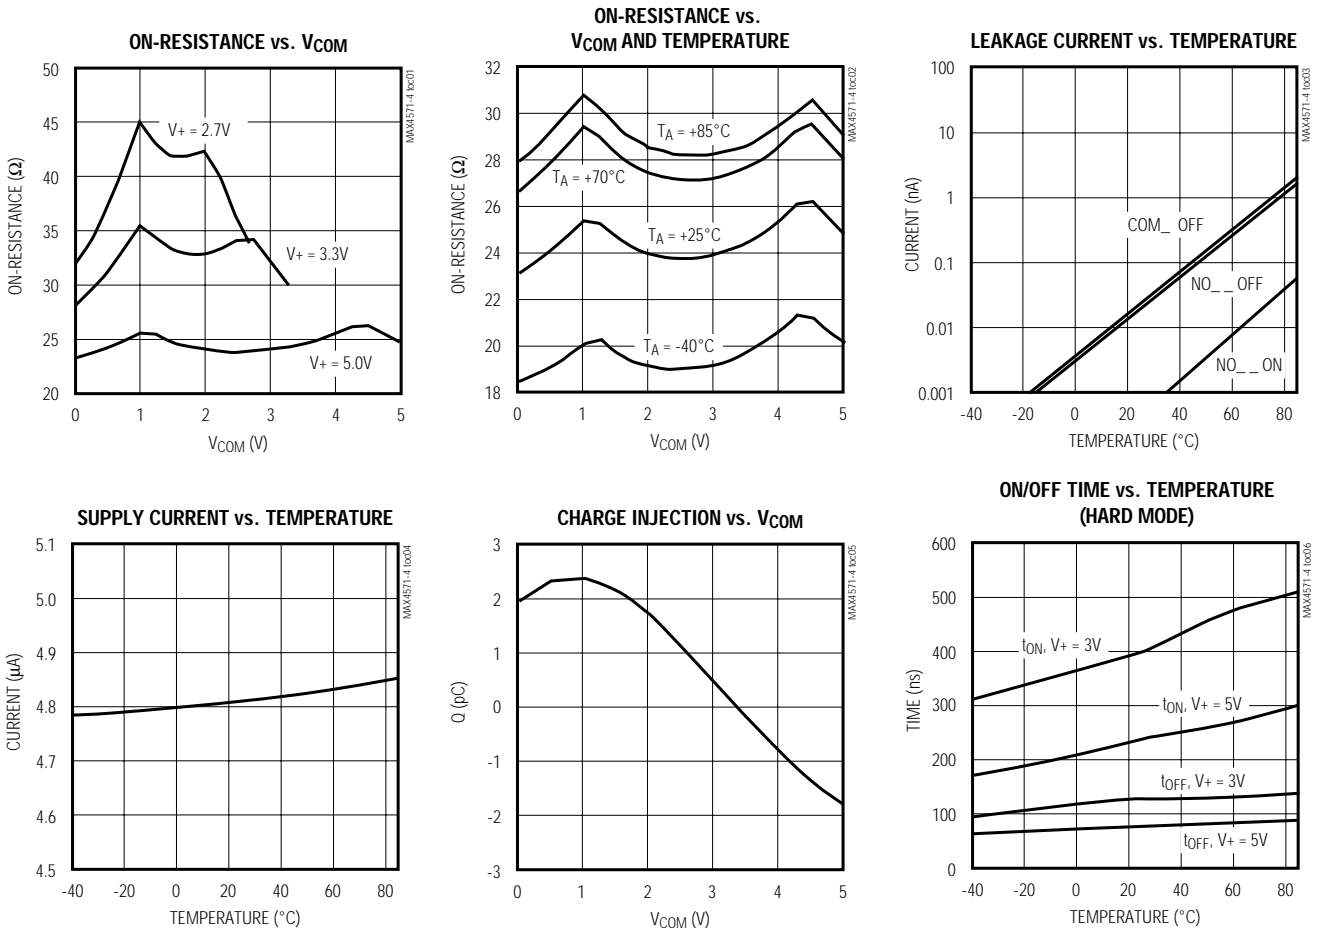 ON-RESISTANCE vs. VCOM
50
45
40
35
30
25
20
ON-RESISTANCE (Ω)
V+ = 2.7V
V+ = 3.3V
V+ = 5.0V
0 1 2 3 4 5
VCOM (V)
MAX4571-4 toc01
ON-RESISTANCE vs.
VCOM AND TEMPERATURE
32
30
28
26
24
22
20
18
ON-RESISTANCE (Ω)
TA = +85°C
TA = +70°C
TA = +25°C
TA = -40°C
0 1 2 3 4 5
VCOM (V)
MAX4571-4 toc02
LEAKAGE CURRENT vs. TEMPERATURE
100
10
1
0.1
0.01
0.001
CURRENT (nA)
COM_ OFF
NO_ _ OFF
NO_ _ ON
-40 -20 0 20 40 60 80
TEMPERATURE (°C)
MAX4571-4 toc03
SUPPLY CURRENT vs. TEMPERATURE
5.1
5.0
4.9
4.8
4.7
4.6
4.5
CURRENT (µA)
-40 -20 0 20 40 60 80
TEMPERATURE (°C)
MAX4571-4 toc04
CHARGE INJECTION vs. VCOM
3
2
1
0
-1
-2
-3
Q (pC)
0 1 2 3 4 5
VCOM (V)
MAX4571-4 toc05
ON/OFF TIME vs. TEMPERATURE
(HARD MODE)
600
500
400
300
200
100
0
TIME (ns)
tON, V+ = 3V
tON, V+ = 5V
tOFF, V+ = 3V
tOFF, V+ = 5V
-40 -20 0 20 40 60 80
TEMPERATURE (°C)
MAX4571-4 toc06